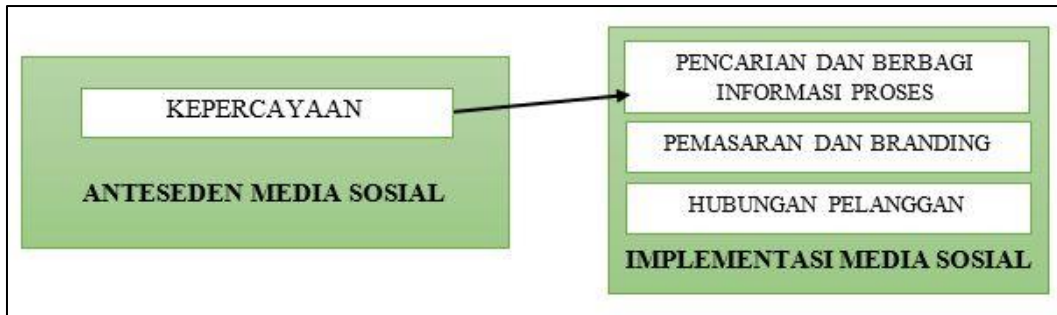 KEPERCAYAAN
ANTESEDEN MEDIA SOSIAL
PENCARIAN DAN BERBAGI
INFORMASI PROSES
PEMASARAN DAN BRANDING
HUBUNGAN PELANGGAN
IMPLEMENTASI MEDIA SOSIAL